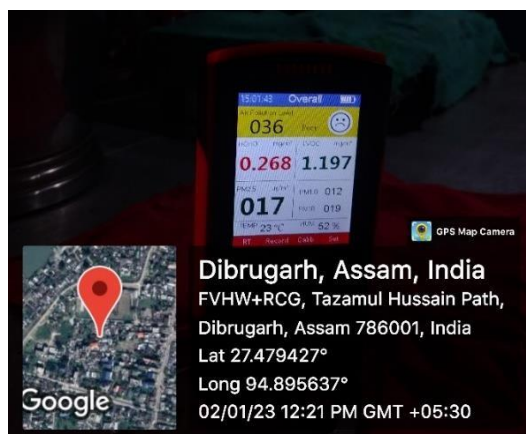 15:01:43 Overall
036
HCHO mg/m³ TVOC mg/m³
0.268 1.197
PM2.5 017 PM1.0 012
PM10 019
TEMP 23 °C HUM 52 %
RT Record Calib Set
GPS Map Camera
Dibrugarh, Assam, India
FVHW+RCG, Tazamul Hussain Path,
Dibrugarh, Assam 786001, India
Lat 27.479427°
Long 94.895637°
02/01/23 12:21 PM GMT +05:30
Google